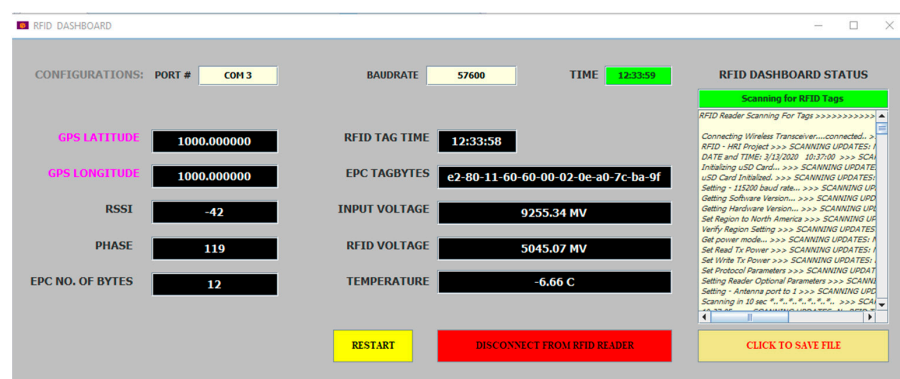 RFID DASHBOARD
CONFIGURATIONS: PORT # COM 3 BAUDRATE 57600 TIME 12:33:59 RFID DASHBOARD STATUS
Scanning for RFID Tags
GPS LATITUDE 1000.000000 RFID TAG TIME 12:33:58
GPS LONGITUDE 1000.000000 EPC TAGBYTES e2-80-11-60-60-00-02-0e-a0-7c-ba-9f
RSSI -42 INPUT VOLTAGE 9255.34 MV
PHASE 119 RFID VOLTAGE 5045.07 MV
EPC NO. OF BYTES 12 TEMPERATURE -6.66 C
RFID Reader Scanning For Tags >>>>>>>>>>>
Connecting Wireless Transceiver....connected.. >
RFID - HRI Project >>> SCANNING UPDATES:
DATE and TIME: 3/13/2020 10:37:00 >>> SCA
Initializing uSD Card... >>> SCANNING UPDATE
uSD Card Initialized. >>> SCANNING UPDATES:
Setting - 115200 baud rate... >>> SCANNING UP
Getting Software Version... >>> SCANNING UPD
Getting Hardware Version... >>> SCANNING UP
Set Region to North America >>> SCANNING UP
Verify Region Setting >>> SCANNING UPDATES
Get power mode... >>> SCANNING UPDATES:
Set Read Tx Power >>> SCANNING UPDATES:
Set Write Tx Power >>> SCANNING UPDATES:
Set Protocol Parameters >>> SCANNING UPDAT
Setting Reader Optional Parameters >>> SCANN
Setting - Antenna port to 1 >>> SCANNING UPD
Scanning in 10 sec *..*..*..*..*..*..*.. >>> SCA
RESTART DISCONNECT FROM RFID READER CLICK TO SAVE FILE